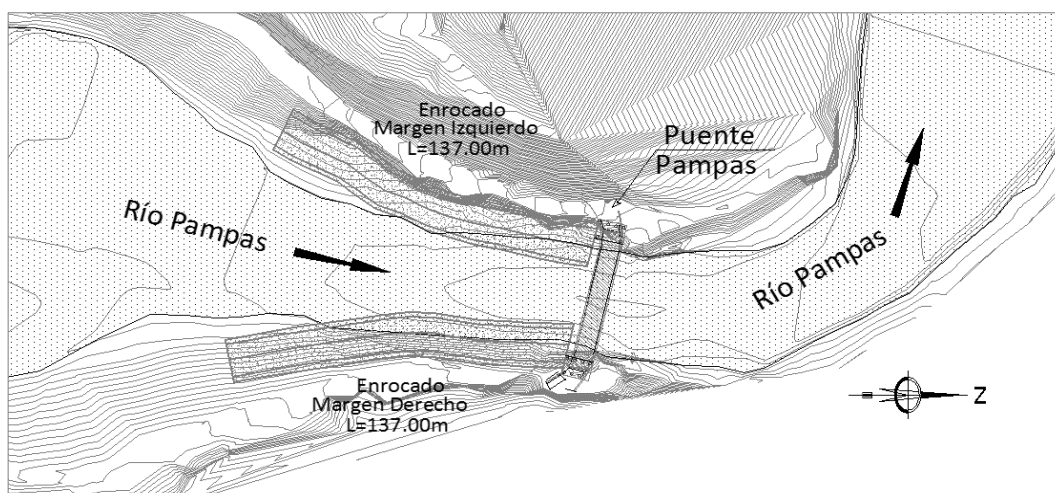 Enrocado
Margen Izquierdo
L=137.00m
Puente
Pampas
Río Pampas
Río Pampas
Enrocado
Margen Derecho
L=137.00m
N